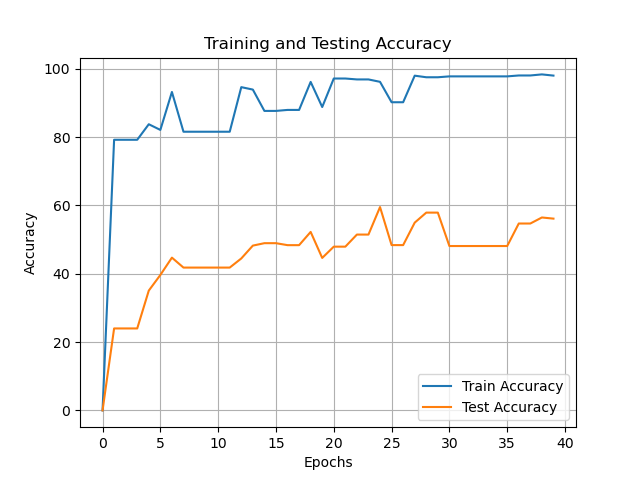 Training and Testing Accuracy
100
80
60
40
20
0
Accuracy
Train Accuracy
Test Accuracy
0 5 10 15 20 25 30 35 40
Epochs